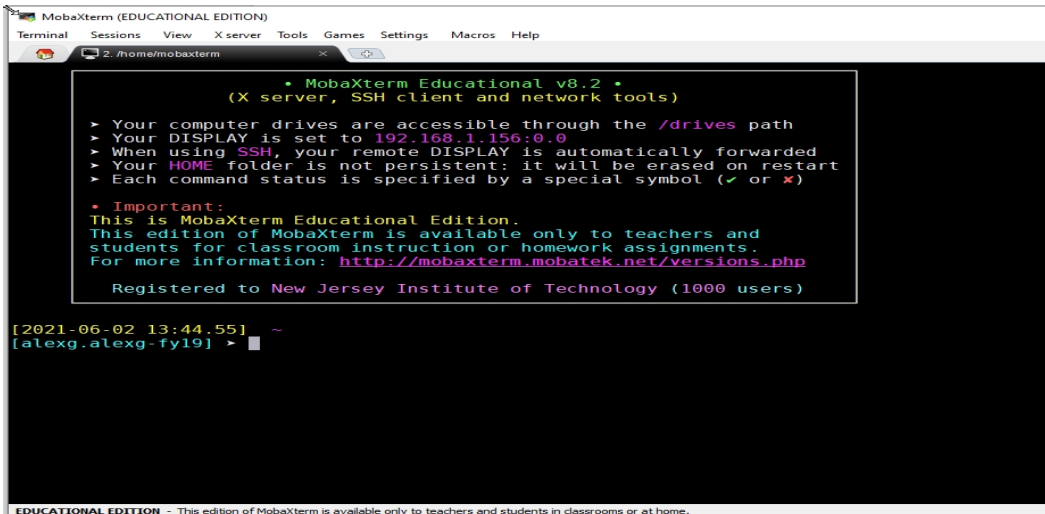 MobaXterm (EDUCATIONAL EDITION)
Terminal Sessions View X server Tools Games Settings Macros Help
2. /home/mobaxterm
• MobaXterm Educational v8.2 •
(X server, SSH client and network tools)
➤ Your computer drives are accessible through the /drives path
➤ Your DISPLAY is set to 192.168.1.156:0.0
➤ When using SSH, your remote DISPLAY is automatically forwarded
➤ Your HOME folder is not persistent: it will be erased on restart
➤ Each command status is specified by a special symbol (✔ or ✘)
• Important:
This is MobaXterm Educational Edition.
This edition of MobaXterm is available only to teachers and
students for classroom instruction or homework assignments.
For more information: http://mobaxterm.mobatek.net/versions.php
Registered to New Jersey Institute of Technology (1000 users)
[2021-06-02 13:44.55] ~
[alexg.alexg-fy19] ➤
EDUCATIONAL EDITION - This edition of MobaXterm is available only to teachers and students in classrooms or at home.